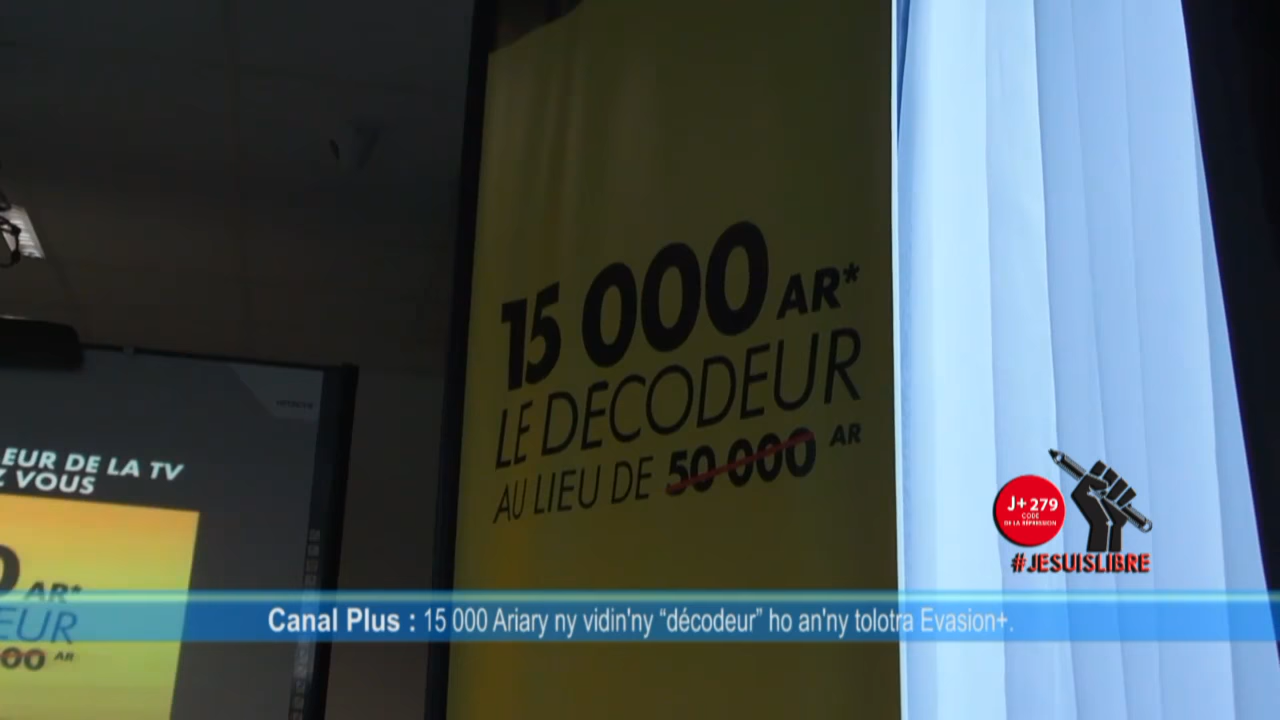 15 000 AR*
LE DECODEUR
AU LIEU DE 50 000 AR
EUR DE LA TV
Z VOUS
0 AR*
EUR
00 AR
J+ 279
CODE
DE LA RÉPRESSION
#JESUISLIBRE
Canal Plus : 15 000 Ariary ny vidin'ny “décodeur” ho an'ny tolotra Evasion+.